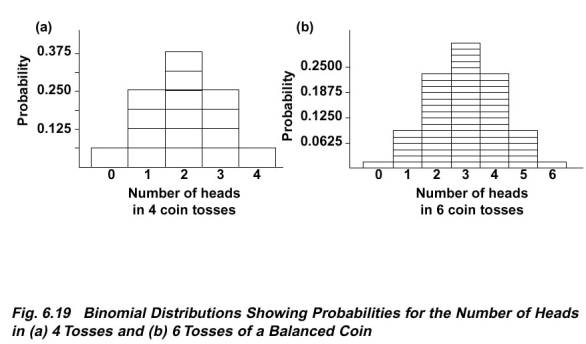 (a)
Probability
0.375
0.250
0.125
0 1 2 3 4
Number of heads
in 4 coin tosses
(b)
Probability
0.2500
0.1875
0.1250
0.0625
0 1 2 3 4 5 6
Number of heads
in 6 coin tosses
Fig. 6.19 Binomial Distributions Showing Probabilities for the Number of Heads
in (a) 4 Tosses and (b) 6 Tosses of a Balanced Coin